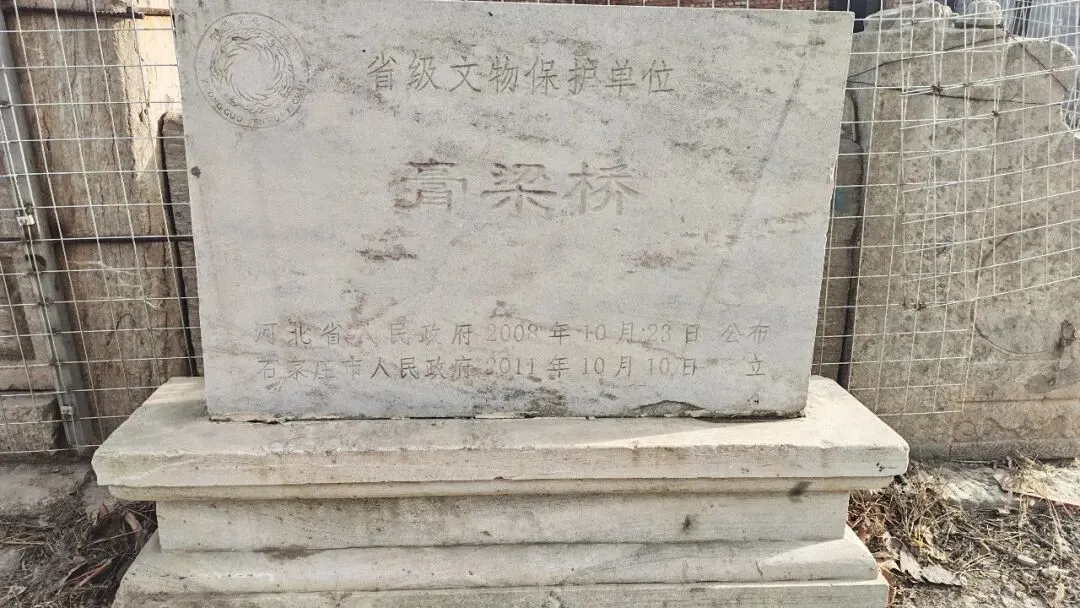 省级文物保护单位
膏粱桥
河北省人民政府 2008年10月23日 公布
石家庄市人民政府 2011年10月10日 立